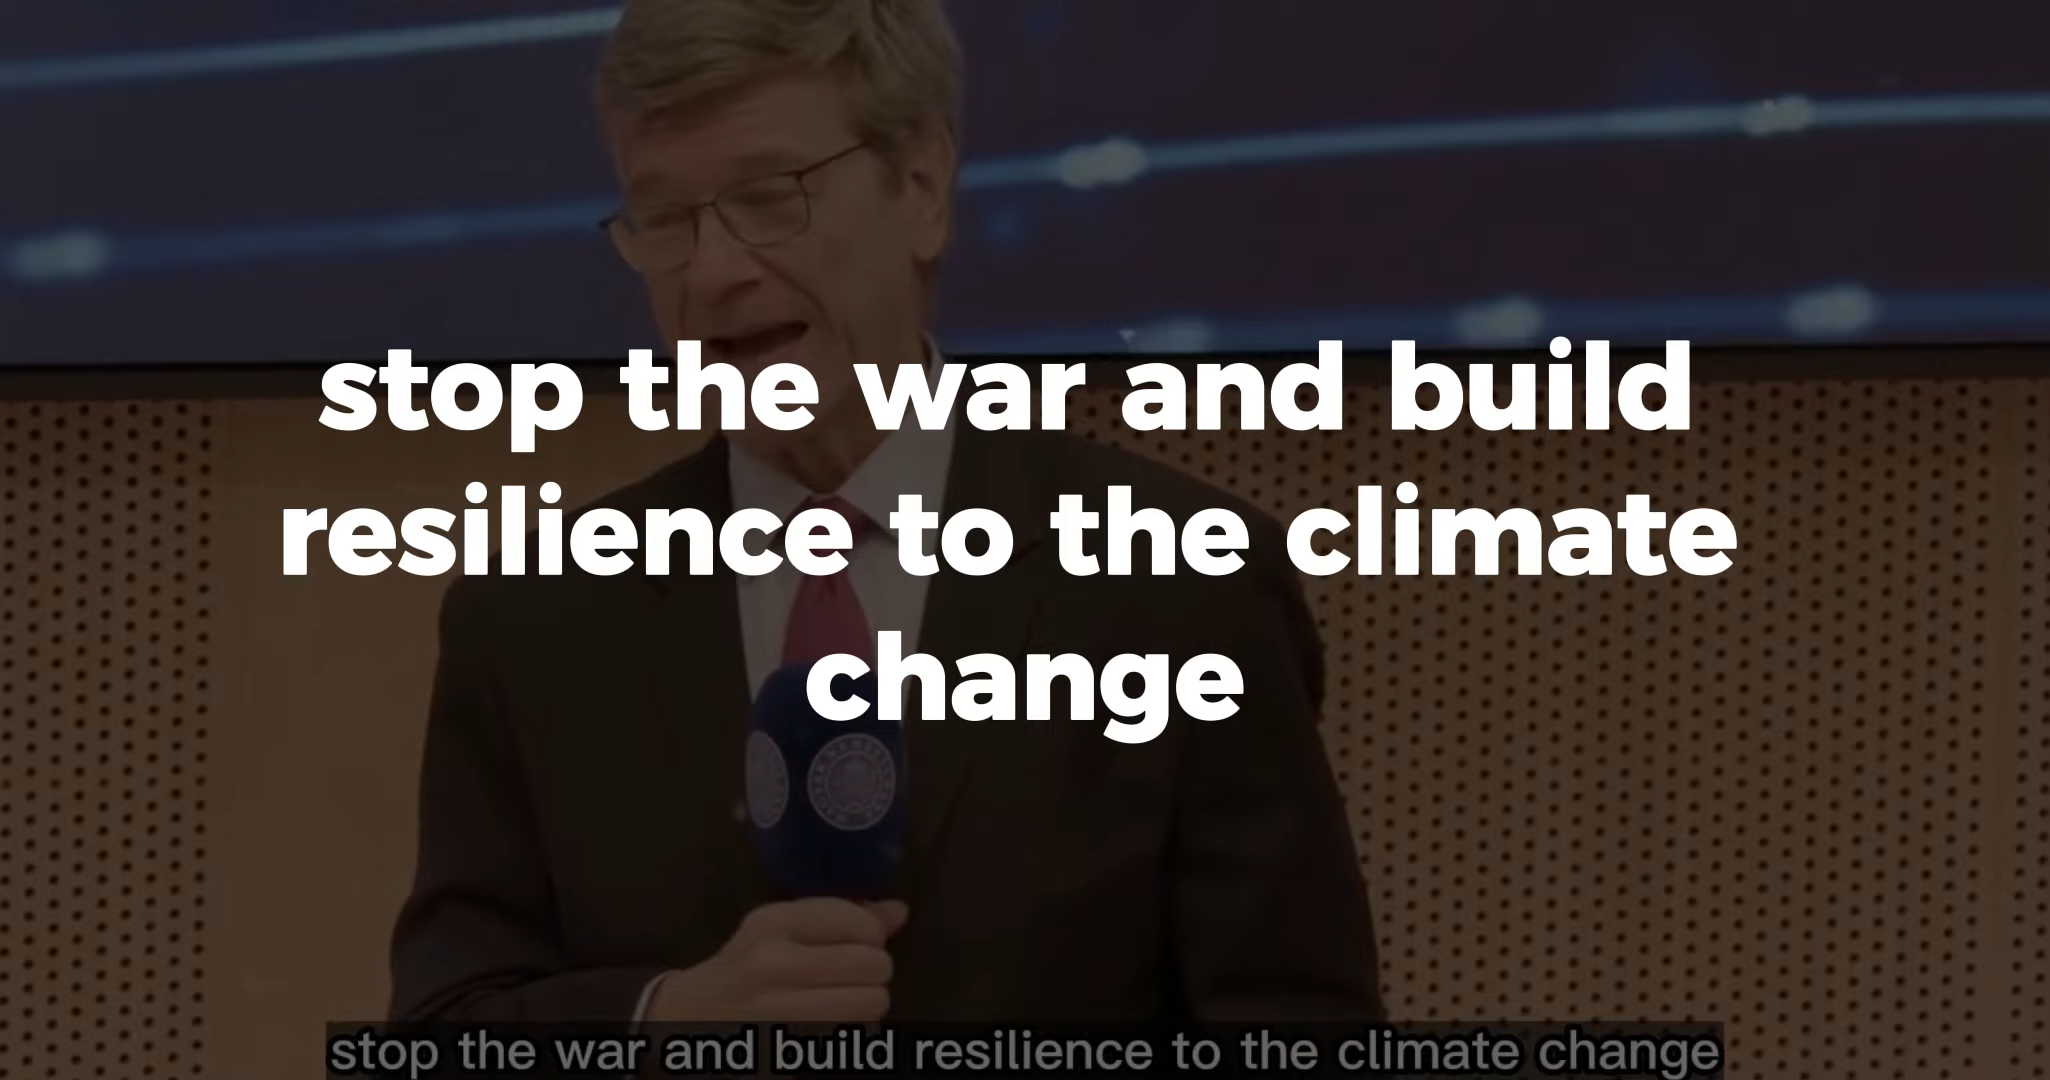 stop the war and build
resilience to the climate
change
stop the war and build resilience to the climate change